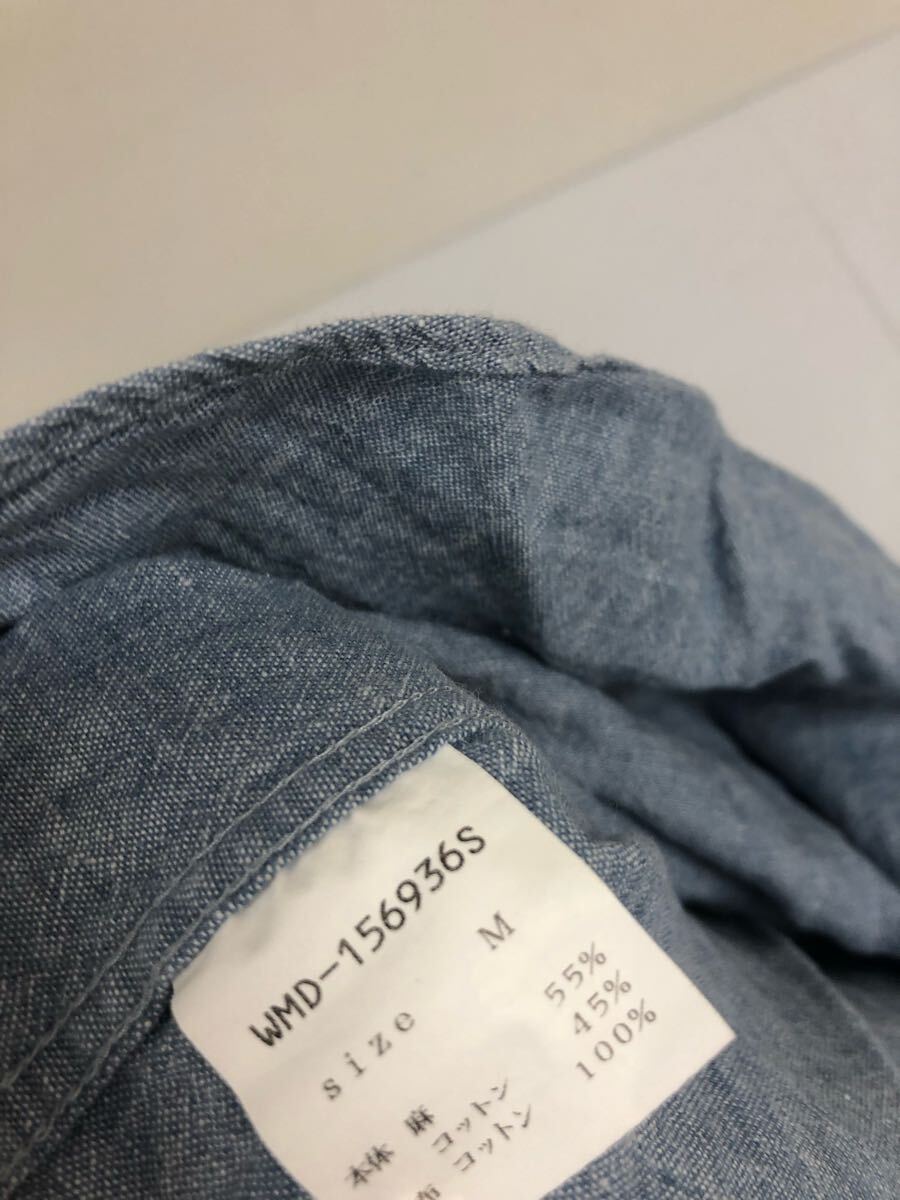 WMD-156936S
size M
本体 麻 55%
コットン 45%
布 コットン 100%